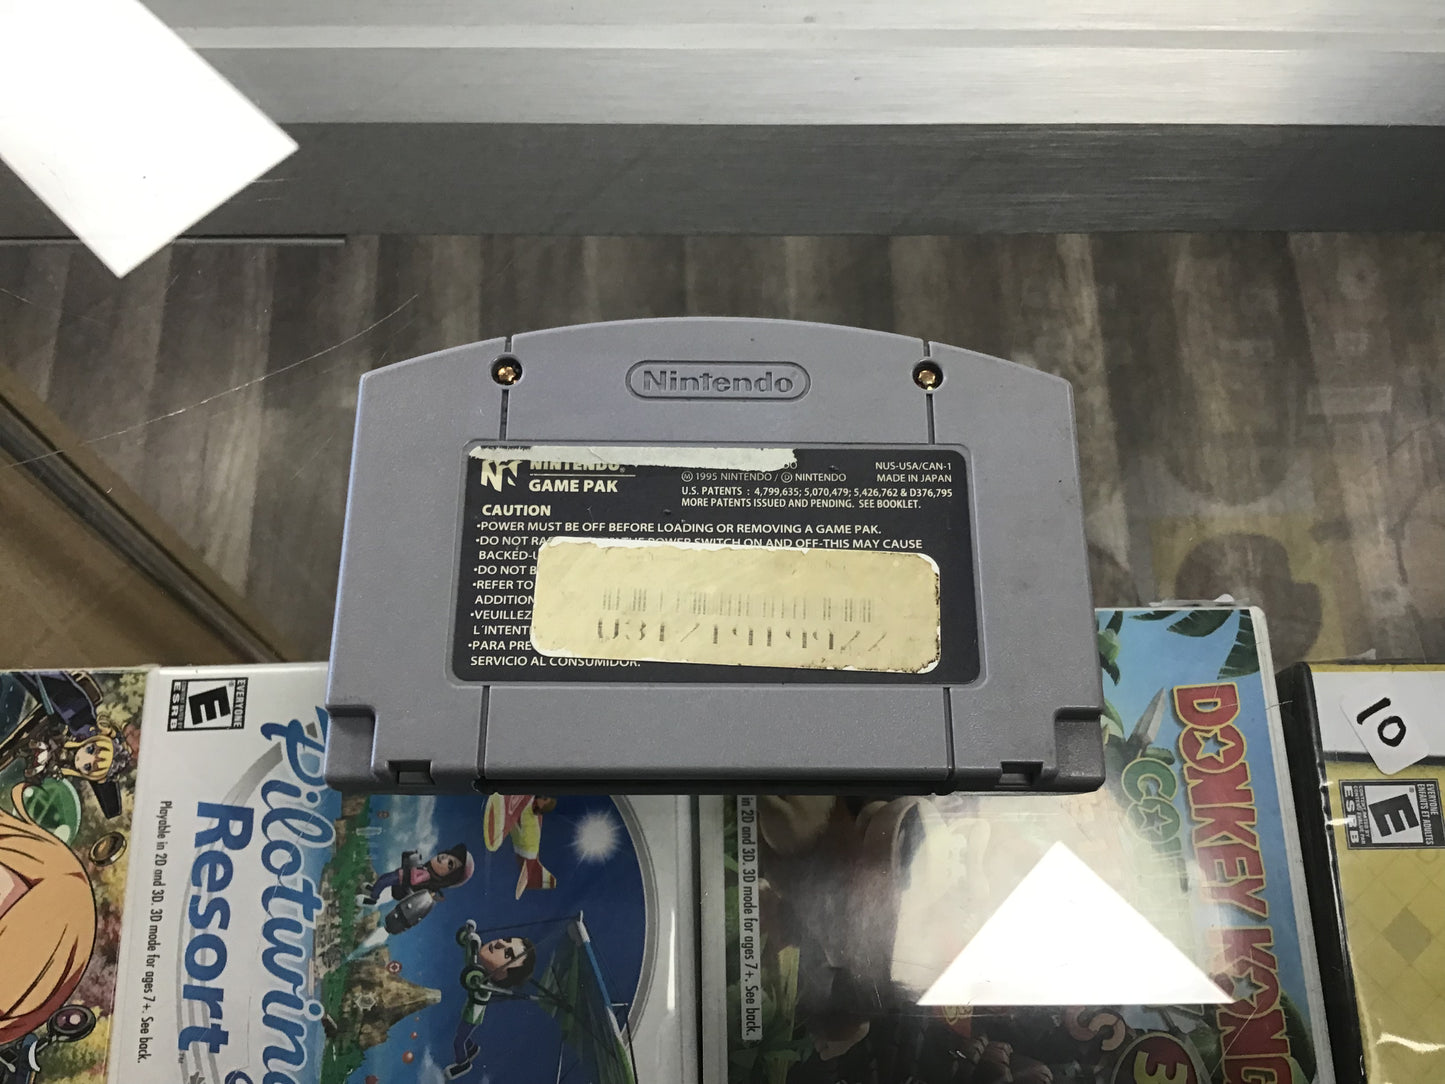 Nintendo
NINTENDO®
GAME PAK
Ⓜ 1995 NINTENDO / Ⓓ NINTENDO
NUS-USA/CAN-1
MADE IN JAPAN
U.S. PATENTS : 4,799,635; 5,070,479; 5,426,762 & D376,795
MORE PATENTS ISSUED AND PENDING. SEE BOOKLET.
CAUTION
•POWER MUST BE OFF BEFORE LOADING OR REMOVING A GAME PAK.
•DO NOT POWER SWITCH ON AND OFF-THIS MAY CAUSE
BACKED-U
•DO NOT B
•REFER TO
ADDITION
•VEUILLEZ
L'INTENTI
•PARA PRE
SERVICIO AL CONSUMIDOR.
EVERYONE
E
ESRB
Pilotwings
Resort
Playable in 2D and 3D. 3D mode for ages 7+. See back.
in 2D and 3D. 3D mode for ages 7+. See back.
DONKEY KONG
3
10
EVERYONE
E
ESRB